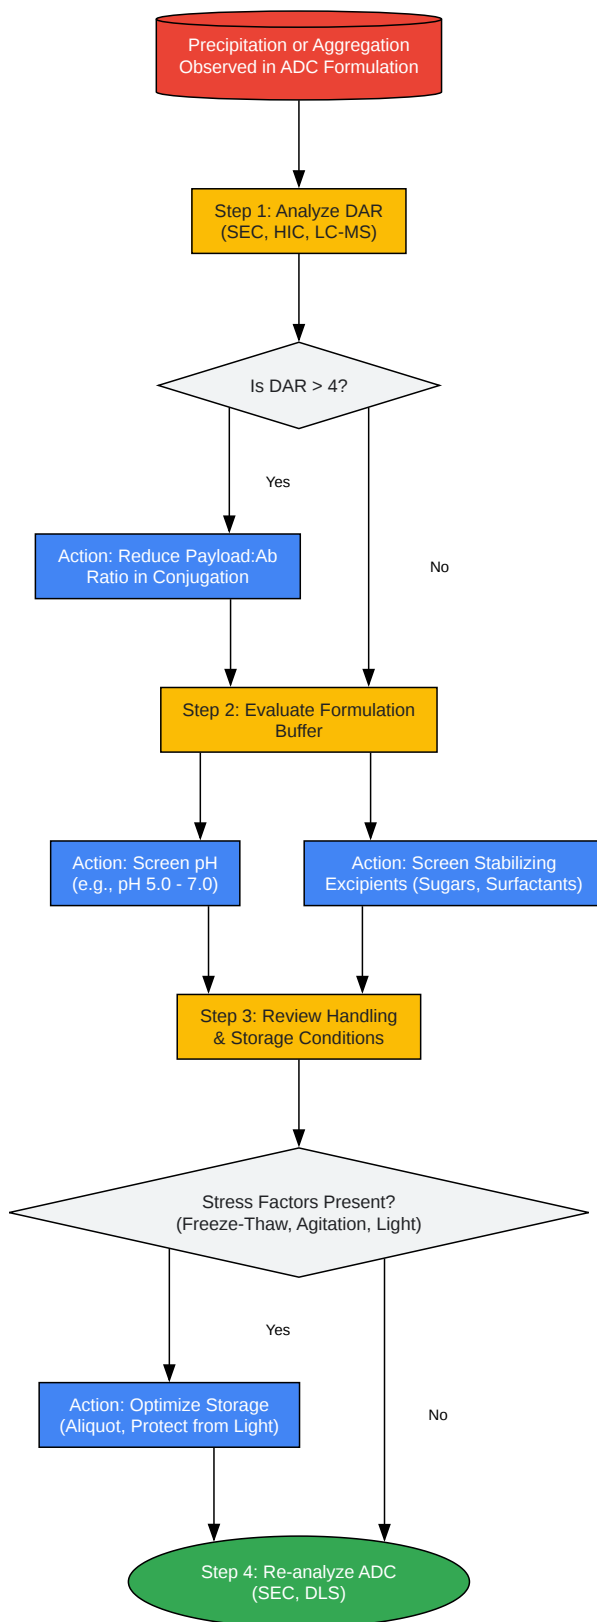 Precipitation or Aggregation
Observed in ADC Formulation
Step 1: Analyze DAR
(SEC, HIC, LC-MS)
Is DAR > 4?
Yes
Action: Reduce Payload:Ab
Ratio in Conjugation
No
Step 2: Evaluate Formulation
Buffer
Action: Screen pH
(e.g., pH 5.0 - 7.0)
Action: Screen Stabilizing
Excipients (Sugars, Surfactants)
Step 3: Review Handling
& Storage Conditions
Stress Factors Present?
(Freeze-Thaw, Agitation, Light)
Yes
Action: Optimize Storage
(Aliquot, Protect from Light)
No
Step 4: Re-analyze ADC
(SEC, DLS)